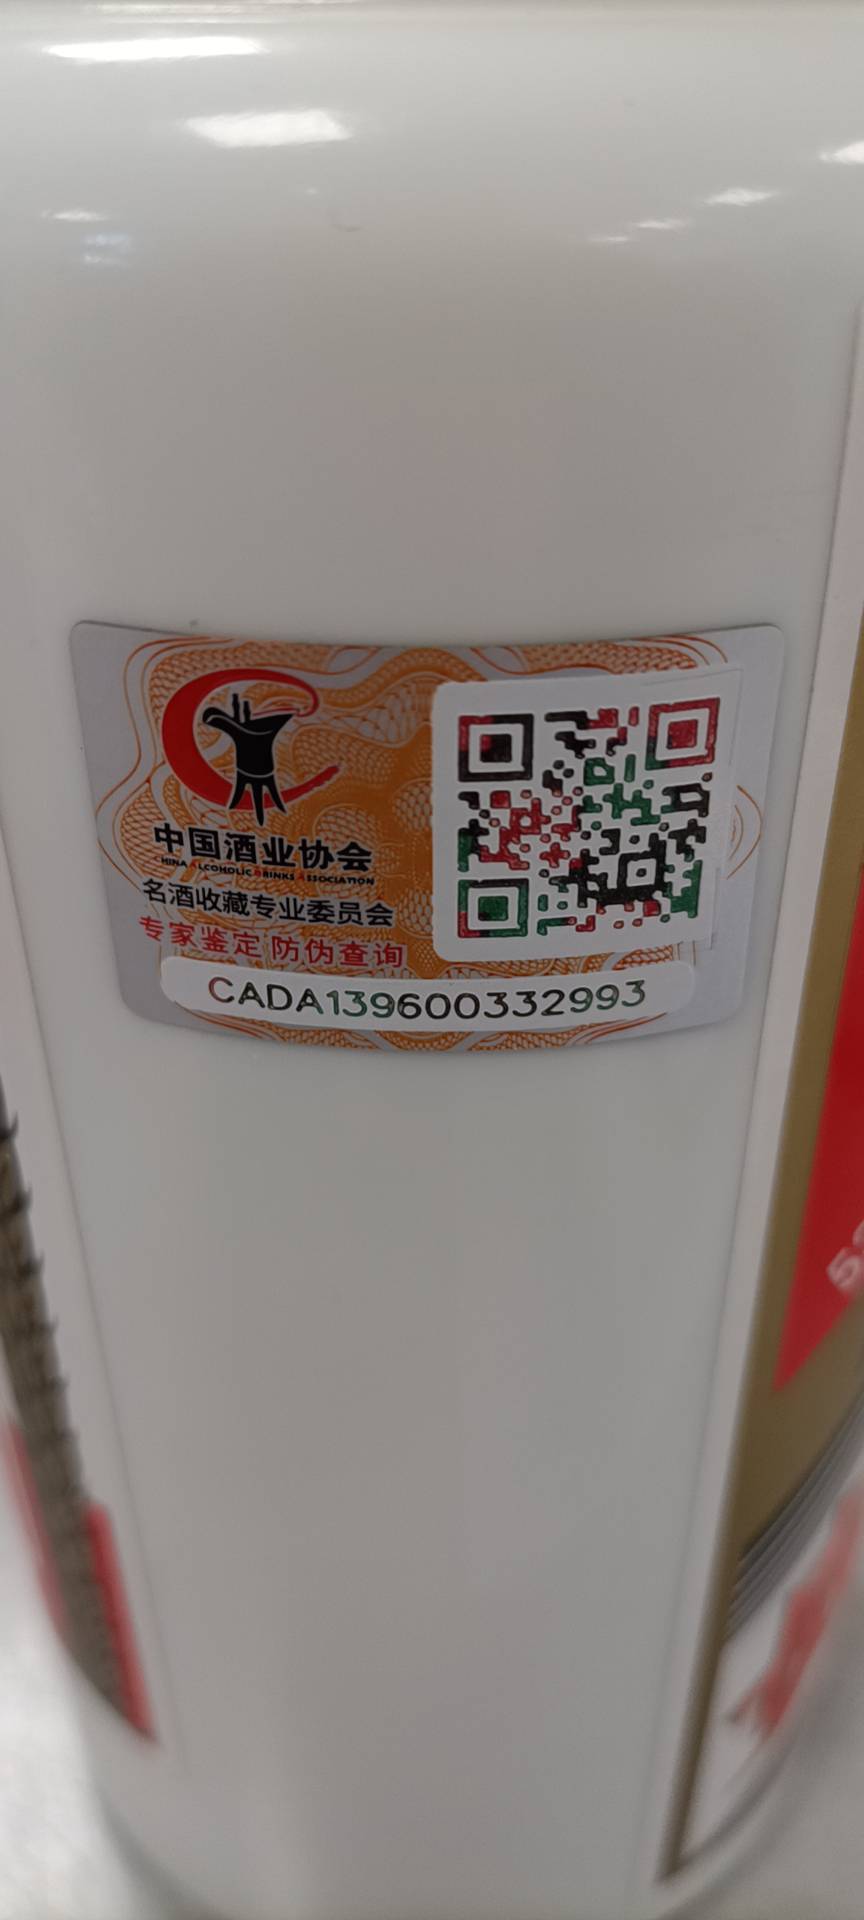 中国酒业协会
CHINA ALCOHOLIC DRINKS ASSOCIATION
名酒收藏专业委员会
专家鉴定 防伪查询
CADA139600332993